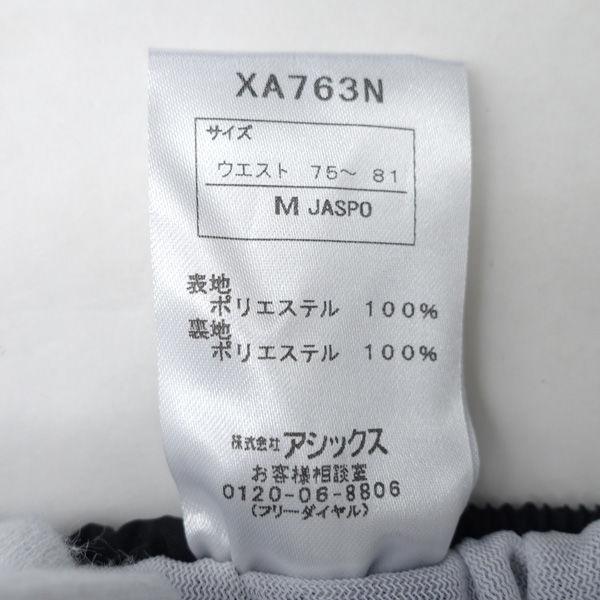 XA763N
サイズ
ウエスト 75〜 81
M JASPO
表地
ポリエステル 100%
裏地
ポリエステル 100%
株式会社 アシックス
お客様相談室
0120-06-8806
(フリーダイヤル)